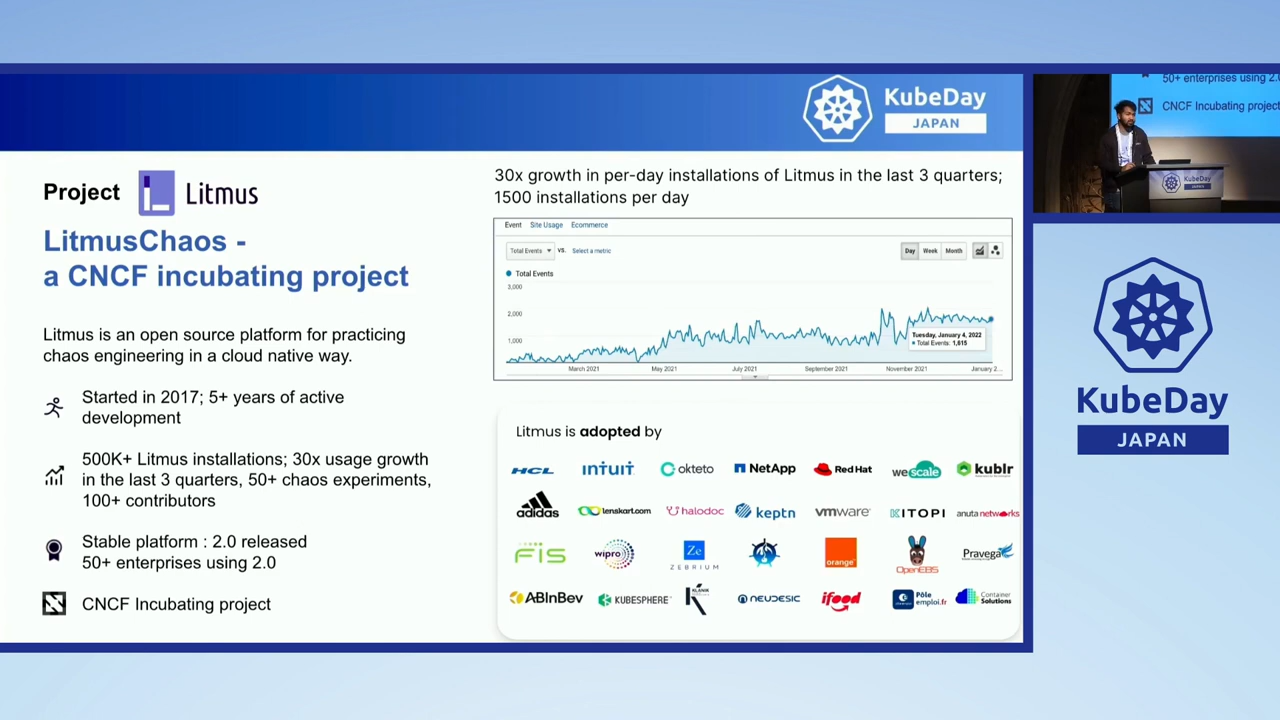 KubeDay
JAPAN
Project Litmus
LitmusChaos -
a CNCF incubating project
Litmus is an open source platform for practicing
chaos engineering in a cloud native way.
Started in 2017; 5+ years of active
development
500K+ Litmus installations; 30x usage growth
in the last 3 quarters, 50+ chaos experiments,
100+ contributors
Stable platform : 2.0 released
50+ enterprises using 2.0
CNCF Incubating project
30x growth in per-day installations of Litmus in the last 3 quarters;
1500 installations per day
Event Site Usage Ecommerce
Total Events VS. Select a metric Day Week Month
Total Events
3,000
2,000
1,000
Tuesday, January 4, 2022
Total Events: 1,615
March 2021 May 2021 July 2021 September 2021 November 2021 January 2...
Litmus is adopted by
HCL INTUIT okteto NetApp Red Hat wescale kublr
adidas lenskart.com halodoc keptn vmware KITOPI anuta networks
FIS wipro Ze ZEBRIUM orange OpenEBS Pravega
ABInBev KUBESPHERE KLANIK K NEUDESIC ifood Pôle emploi.fr Container Solutions
50+ enterprises using 2.0
CNCF Incubating project
KubeDay
JAPAN
KubeDay
JAPAN